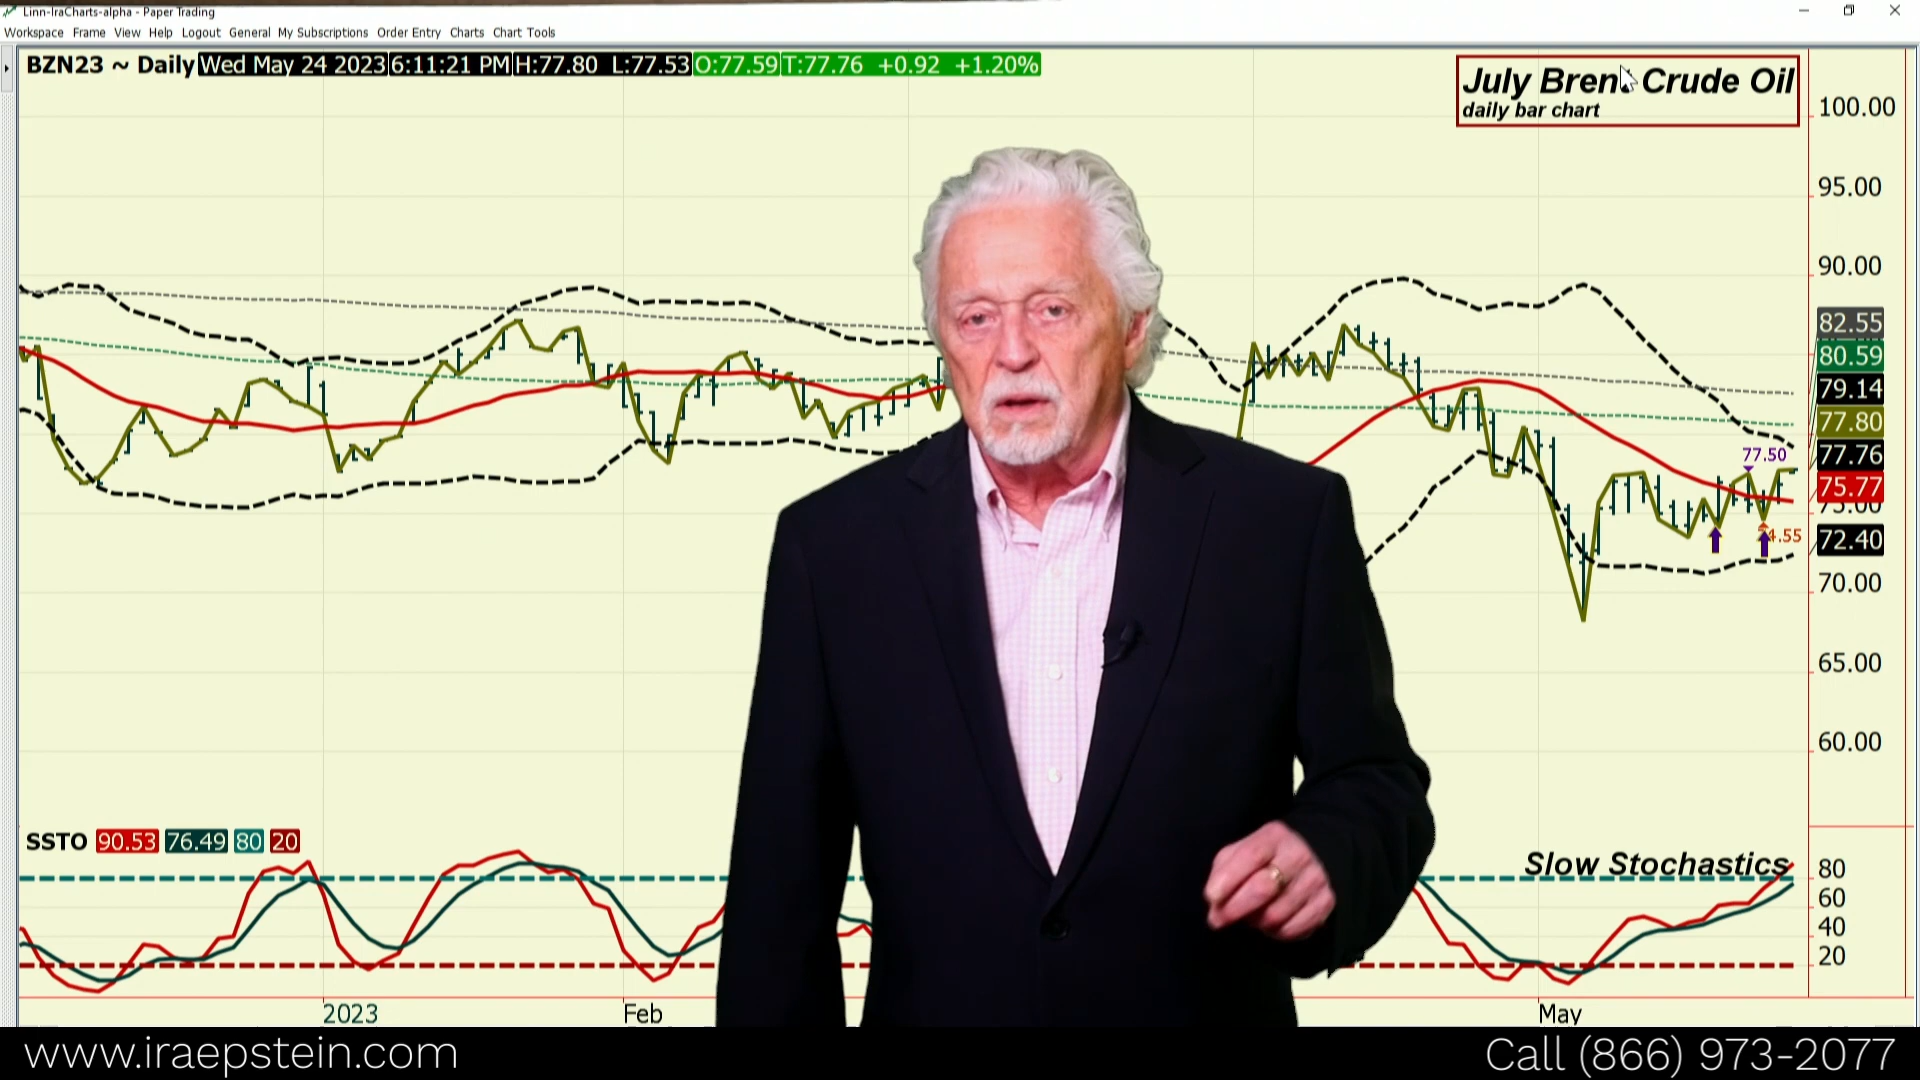 Linn-IraCharts-alpha - Paper Trading
Workspace Frame View Help Logout General My Subscriptions Order Entry Charts Chart Tools
BZN23 ~ Daily Wed May 24 2023 6:11:21 PM H:77.80 L:77.53 O:77.59 T:77.76 +0.92 +1.20%
July Brent Crude Oil
daily bar chart
100.00
95.00
90.00
82.55
80.59
79.14
77.80
77.76
77.50
75.77
75.00
4.55
72.40
70.00
65.00
60.00
SSTO 90.53 76.49 80 20
Slow Stochastics
80
60
40
20
2023 Feb May
www.iraepstein.com Call (866) 973-2077